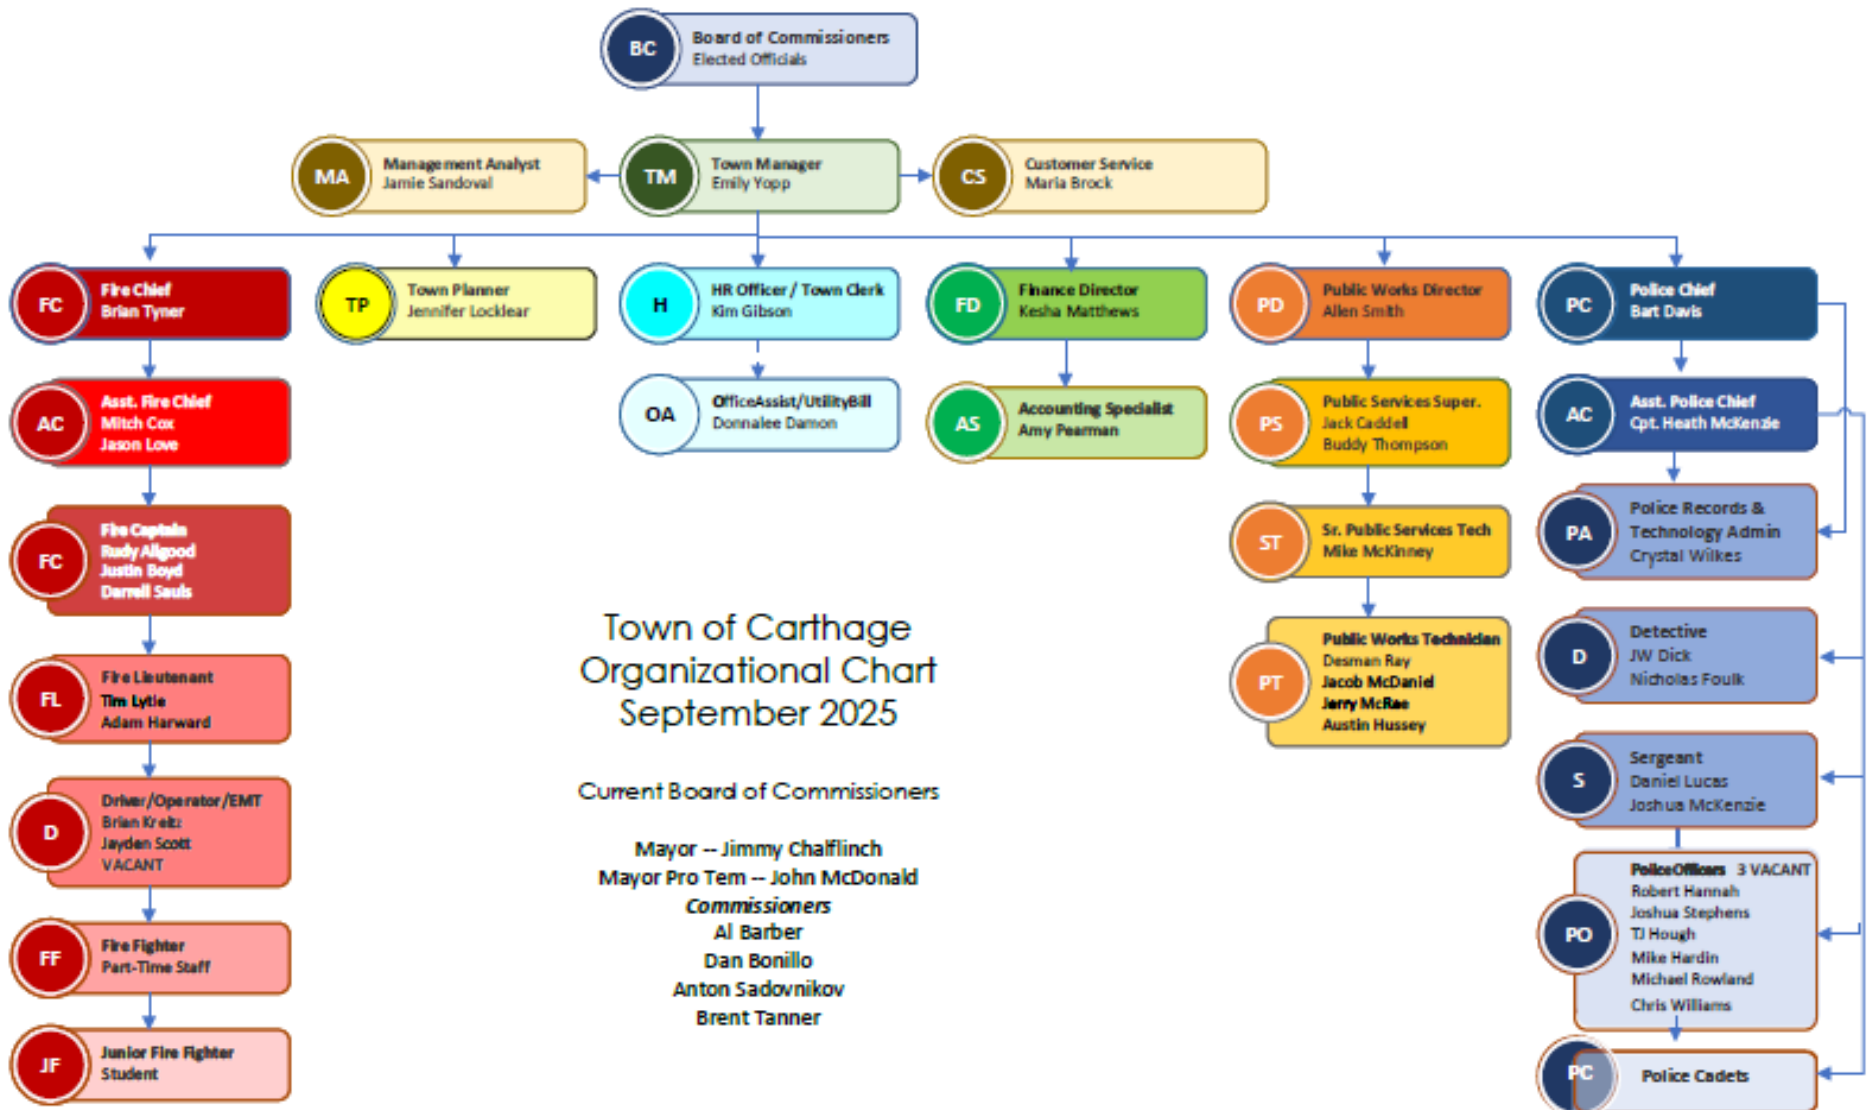 BC
Board of Commissioners
Elected Officials
MA
Management Analyst
Jamie Sandoval
TM
Town Manager
Emily Yopp
CS
Customer Service
Maria Brock
FC
Fire Chief
Brian Tyner
TP
Town Planner
Jennifer Locklear
H
HR Officer / Town Clerk
Kim Gibson
FD
Finance Director
Kesha Matthews
PD
Public Works Director
Allen Smith
PC
Police Chief
Bart Davis
AC
Asst. Fire Chief
Mitch Cox
Jason Love
OA
OfficeAssist/UtilityBill
Donnalee Damon
AS
Accounting Specialist
Amy Pearman
PS
Public Services Super.
Jack Caddell
Buddy Thompson
AC
Asst. Police Chief
Cpt. Heath McKenzie
FC
Fire Captain
Rudy Allgood
Justin Boyd
Darrell Sauls
ST
Sr. Public Services Tech
Mike McKinney
PA
Police Records &
Technology Admin
Crystal Wilkes
FL
Fire Lieutenant
Tim Lytle
Adam Harward
PT
Public Works Technician
Desman Ray
Jacob McDaniel
Jerry McRae
Austin Hussey
D
Detective
JW Dick
Nicholas Foulk
D
Driver/Operator/EMT
Brian Kreitz
Jayden Scott
VACANT
S
Sergeant
Daniel Lucas
Joshua McKenzie
FF
Fire Fighter
Part-Time Staff
PO
Police Officers 3 VACANT
Robert Hannah
Joshua Stephens
TJ Hough
Mike Hardin
Michael Rowland
Chris Williams
JF
Junior Fire Fighter
Student
PC
Police Cadets
Town of Carthage
Organizational Chart
September 2025
Current Board of Commissioners
Mayor -- Jimmy Chalflinch
Mayor Pro Tem -- John McDonald
Commissioners
Al Barber
Dan Bonillo
Anton Sadovnikov
Brent Tanner